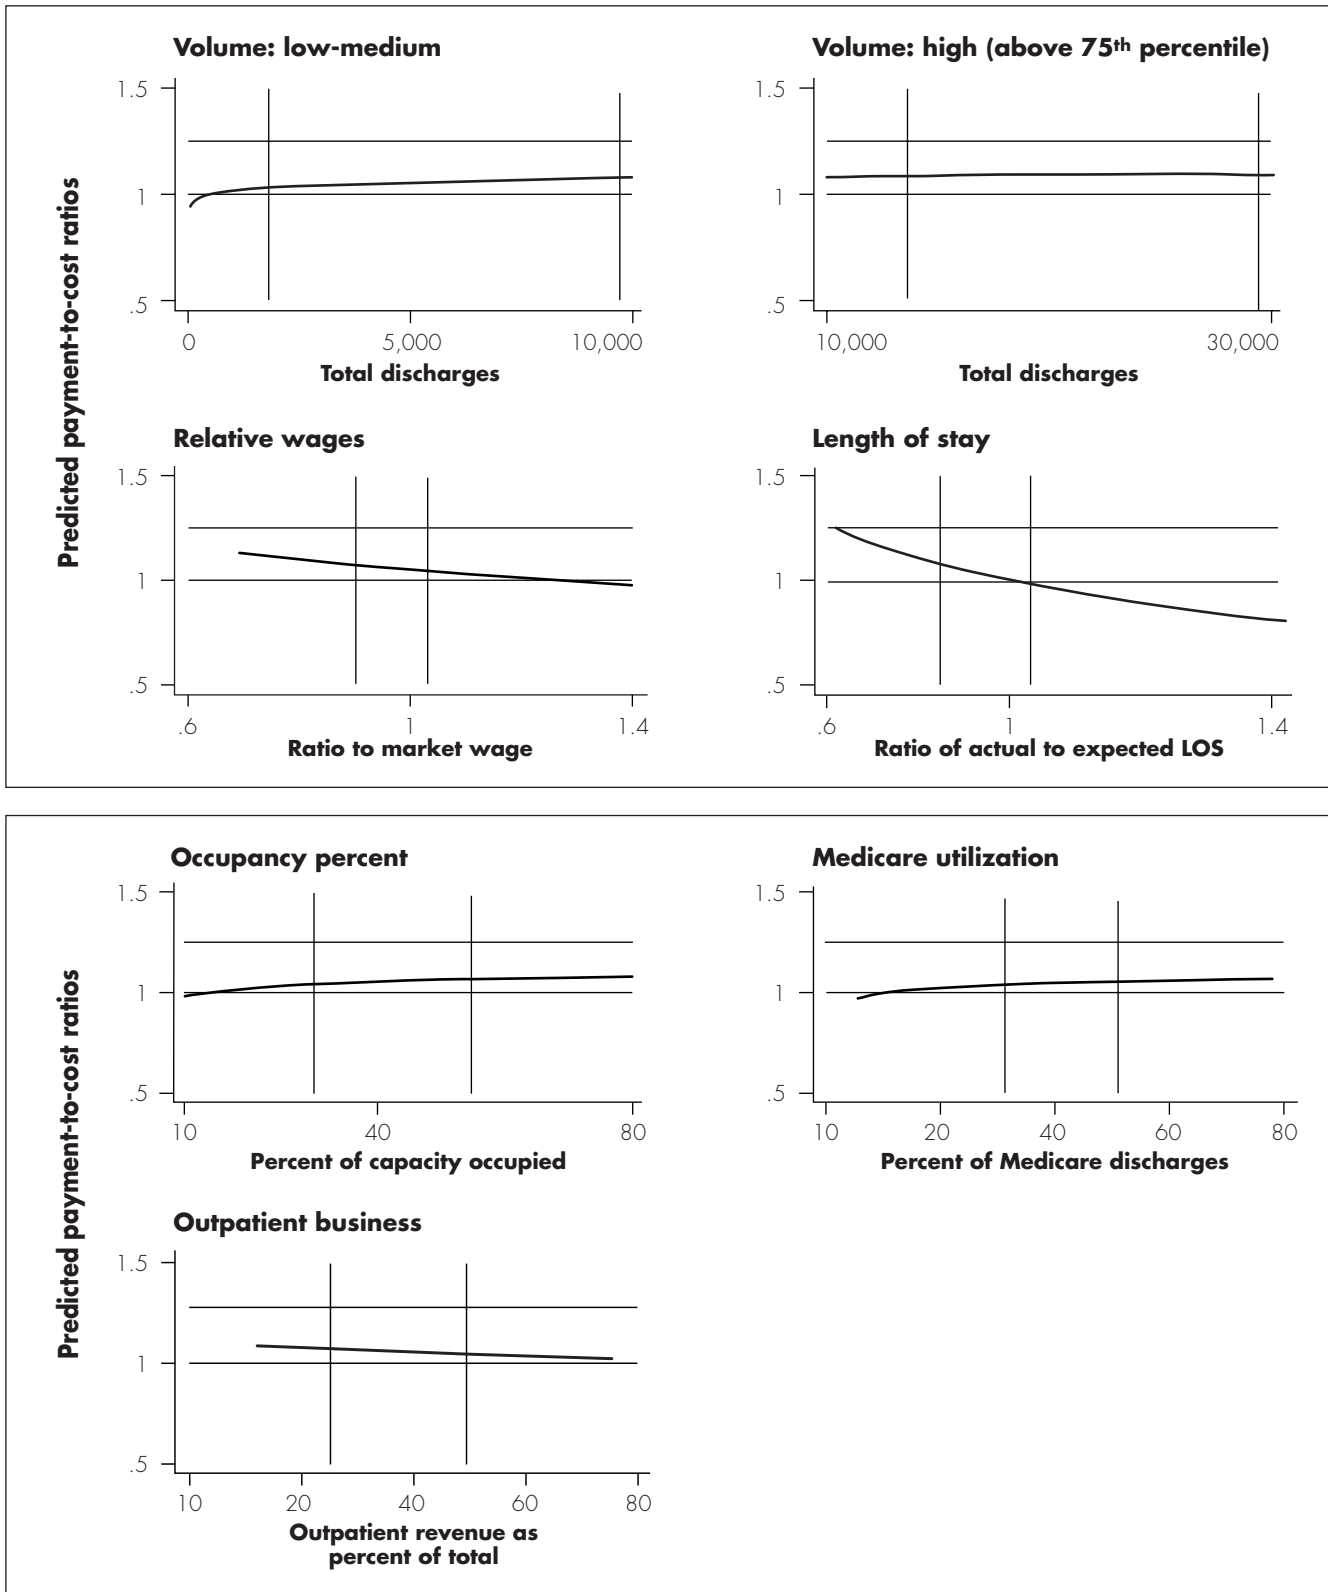 Predicted payment-to-cost ratios
Volume: low-medium
1.5
1
.5
0
5,000
10,000
Total discharges
Volume: high (above 75th percentile)
1.5
1
.5
10,000
30,000
Total discharges
Relative wages
1.5
1
.5
.6
1
1.4
Ratio to market wage
Length of stay
1.5
1
.5
.6
1
1.4
Ratio of actual to expected LOS
Predicted payment-to-cost ratios
Occupancy percent
1.5
1
.5
10
40
80
Percent of capacity occupied
Medicare utilization
1.5
1
.5
10
20
40
60
80
Percent of Medicare discharges
Outpatient business
1.5
1
.5
10
20
40
60
80
Outpatient revenue as
percent of total